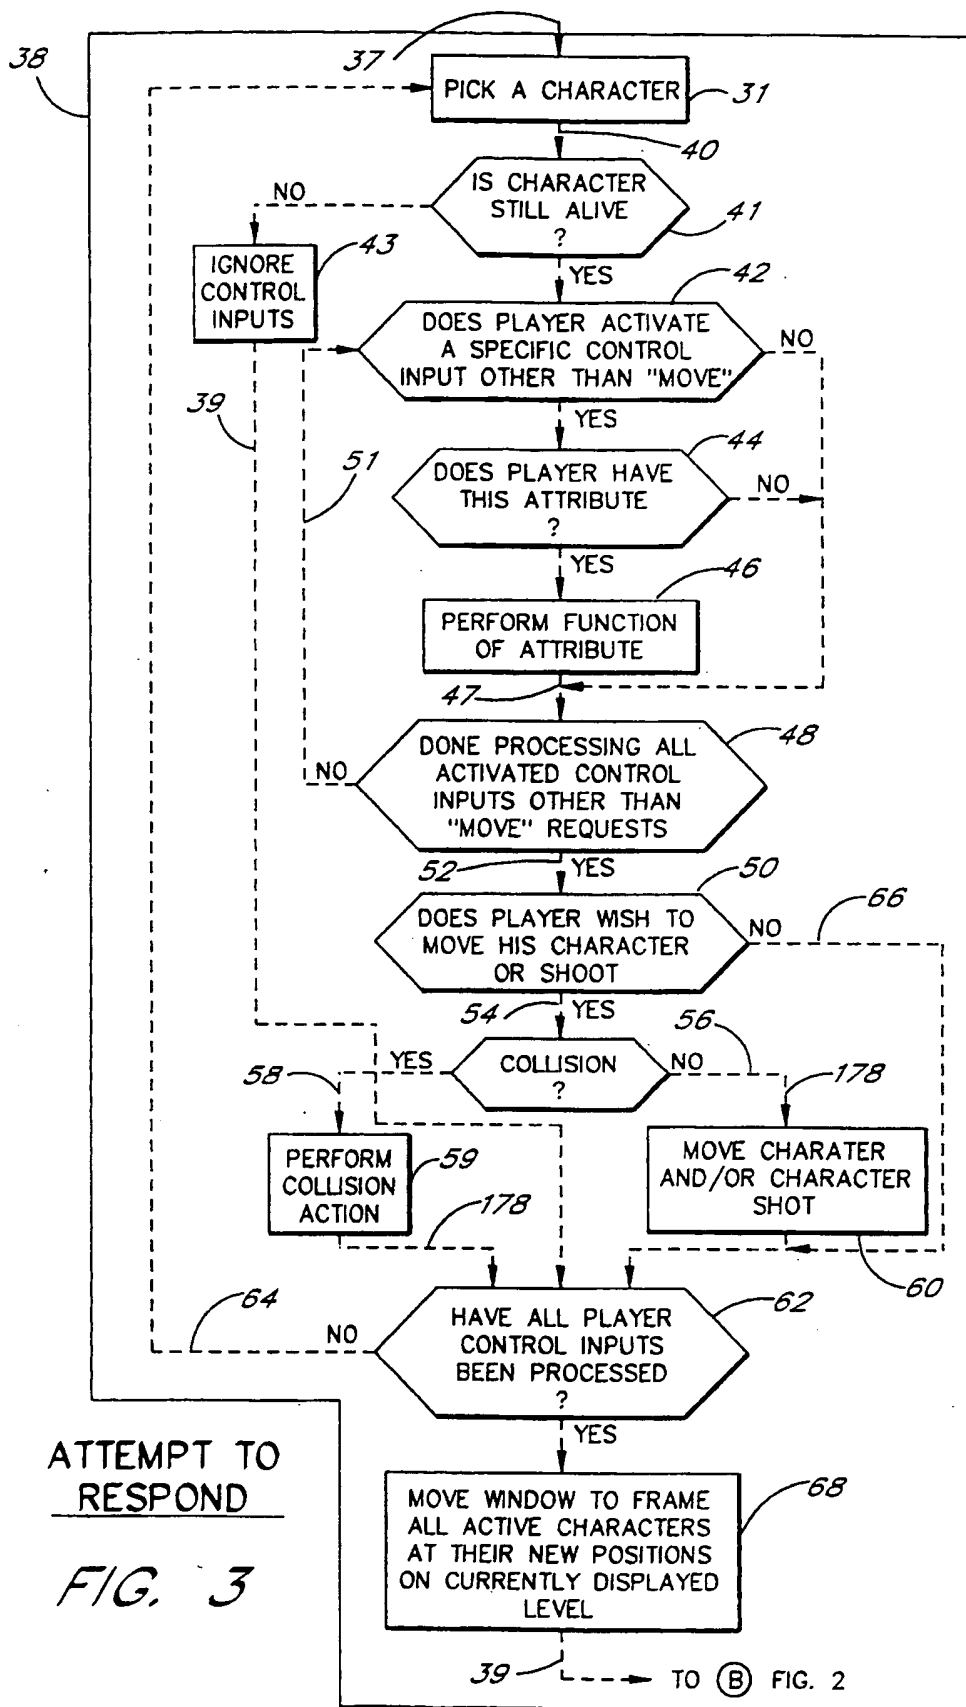 37
38
PICK A CHARACTER
31
40
IS CHARACTER
STILL ALIVE
?
41
NO
43
IGNORE
CONTROL
INPUTS
YES
42
DOES PLAYER ACTIVATE
A SPECIFIC CONTROL
INPUT OTHER THAN "MOVE"
NO
39
YES
51
44
DOES PLAYER HAVE
THIS ATTRIBUTE
?
NO
YES
46
PERFORM FUNCTION
OF ATTRIBUTE
47
48
DONE PROCESSING ALL
ACTIVATED CONTROL
INPUTS OTHER THAN
"MOVE" REQUESTS
NO
52
YES
50
DOES PLAYER WISH TO
MOVE HIS CHARACTER
OR SHOOT
NO
66
54
YES
56
COLLISION
?
YES
NO
58
178
PERFORM
COLLISION
ACTION
59
MOVE CHARATER
AND/OR CHARACTER
SHOT
178
60
64
62
NO
HAVE ALL PLAYER
CONTROL INPUTS
BEEN PROCESSED
?
YES
ATTEMPT TO
RESPOND
FIG. 3
68
MOVE WINDOW TO FRAME
ALL ACTIVE CHARACTERS
AT THEIR NEW POSITIONS
ON CURRENTLY DISPLAYED
LEVEL
39
TO B FIG. 2